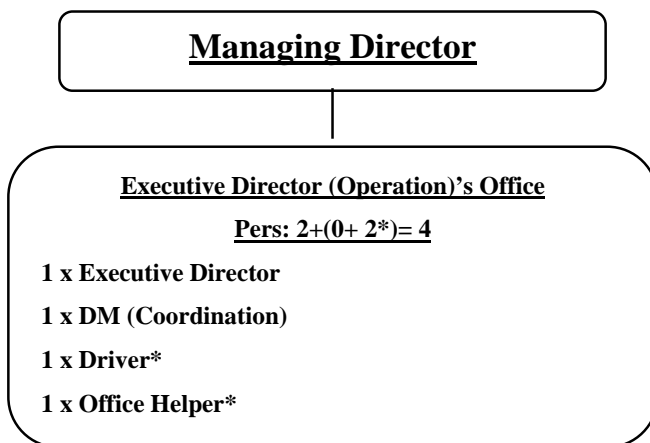 Managing Director
Executive Director (Operation)'s Office
Pers: 2+(0+ 2*)= 4
1 x Executive Director
1 x DM (Coordination)
1 x Driver*
1 x Office Helper*